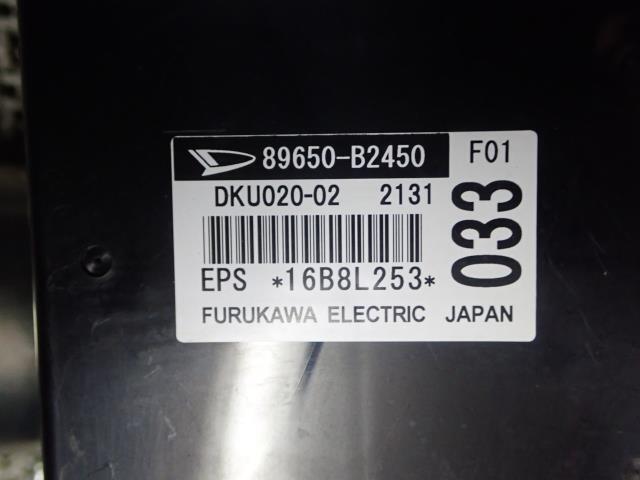 89650-B2450 F01
DKU020-02 2131
033
EPS *16B8L253*
FURUKAWA ELECTRIC JAPAN